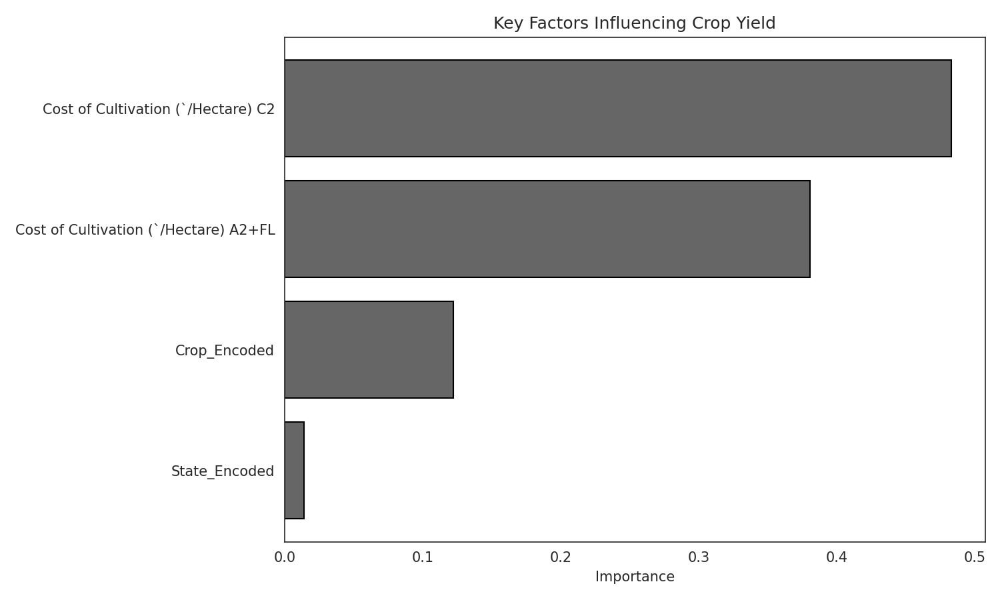 Key Factors Influencing Crop Yield
Cost of Cultivation (`/Hectare) C2
Cost of Cultivation (`/Hectare) A2+FL
Crop_Encoded
State_Encoded
0.0 0.1 0.2 0.3 0.4 0.5
Importance